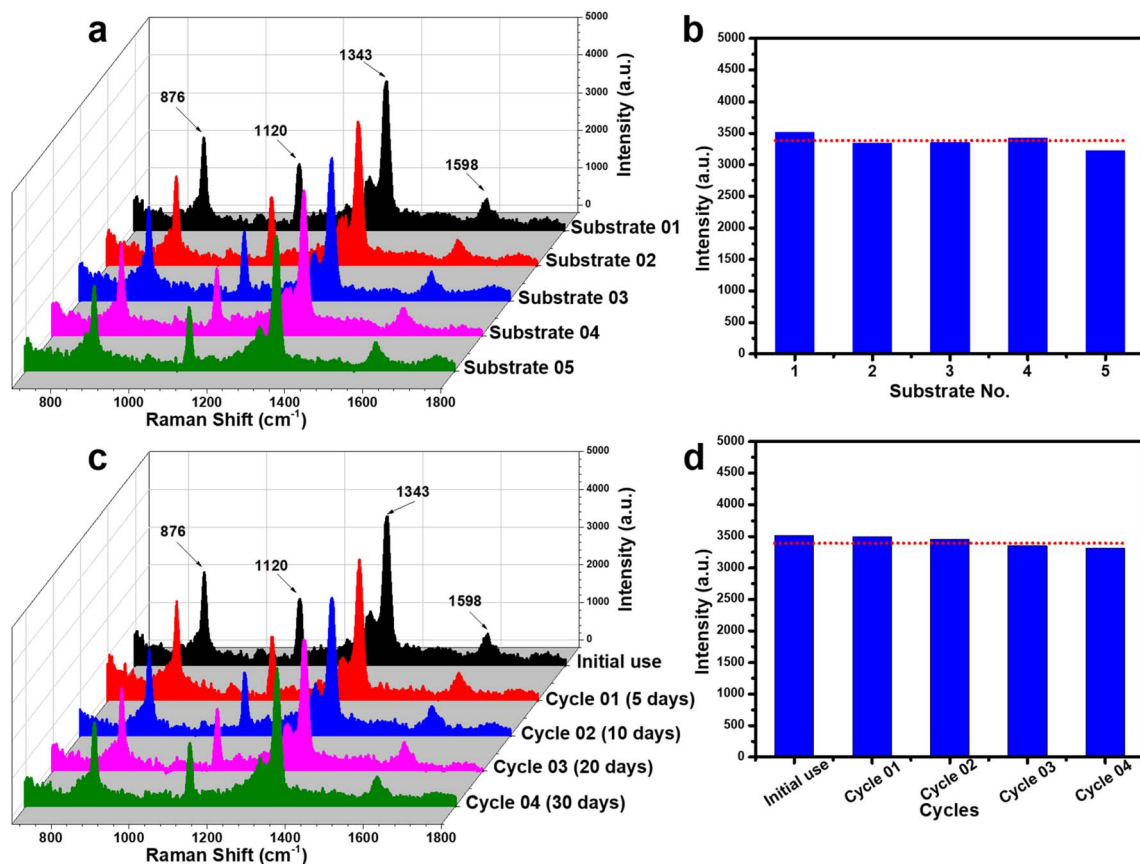 a
5000
4000
3000
2000
1000
0
Intensity (a.u.)
876
1120
1343
1598
Substrate 01
Substrate 02
Substrate 03
Substrate 04
Substrate 05
800
1000
1200
1400
1600
1800
Raman Shift (cm⁻¹)
b
5000
4500
4000
3500
3000
2500
2000
1500
1000
500
0
Intensity (a.u.)
1
2
3
4
5
Substrate No.
c
5000
4000
3000
2000
1000
0
Intensity (a.u.)
876
1120
1343
1598
Initial use
Cycle 01 (5 days)
Cycle 02 (10 days)
Cycle 03 (20 days)
Cycle 04 (30 days)
800
1000
1200
1400
1600
1800
Raman Shift (cm⁻¹)
d
5000
4500
4000
3500
3000
2500
2000
1500
1000
500
0
Intensity (a.u.)
Initial use
Cycle 01
Cycle 02
Cycle 03
Cycle 04
Cycles